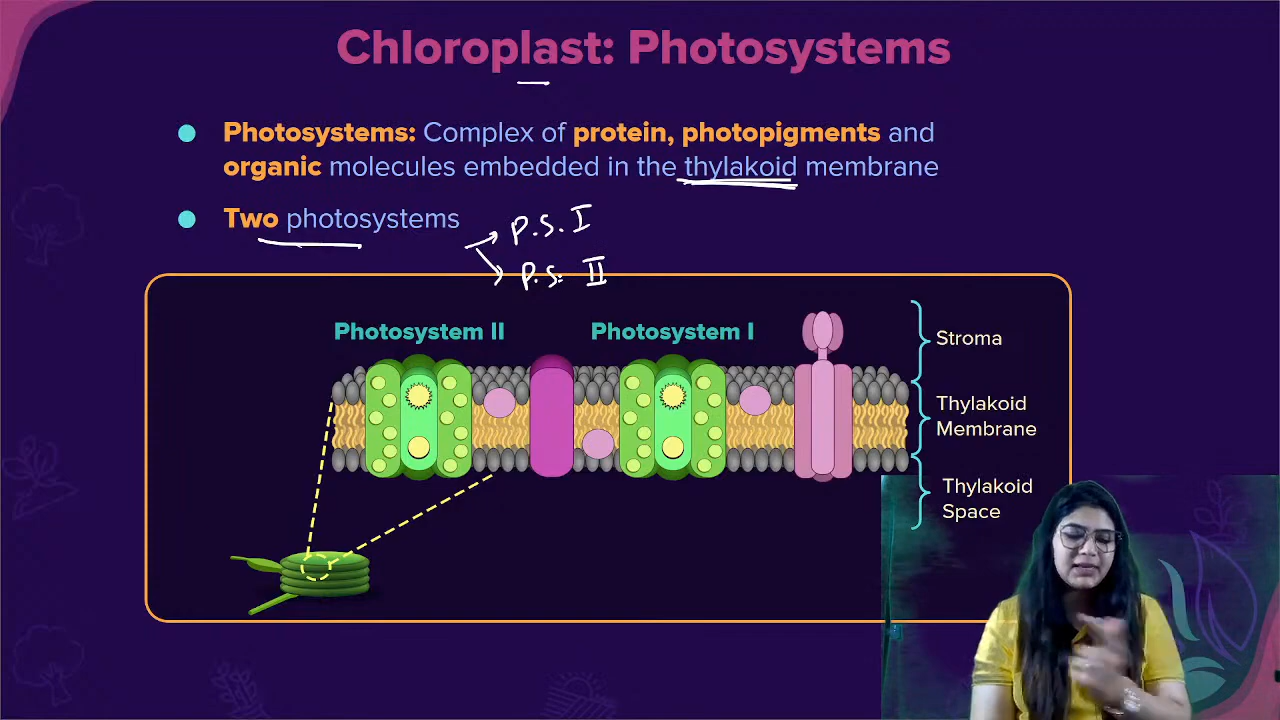 Chloroplast: Photosystems
Photosystems: Complex of protein, photopigments and
organic molecules embedded in the thylakoid membrane
Two photosystems
P.S. I
P.S. II
Photosystem II
Photosystem I
Stroma
Thylakoid
Membrane
Thylakoid
Space